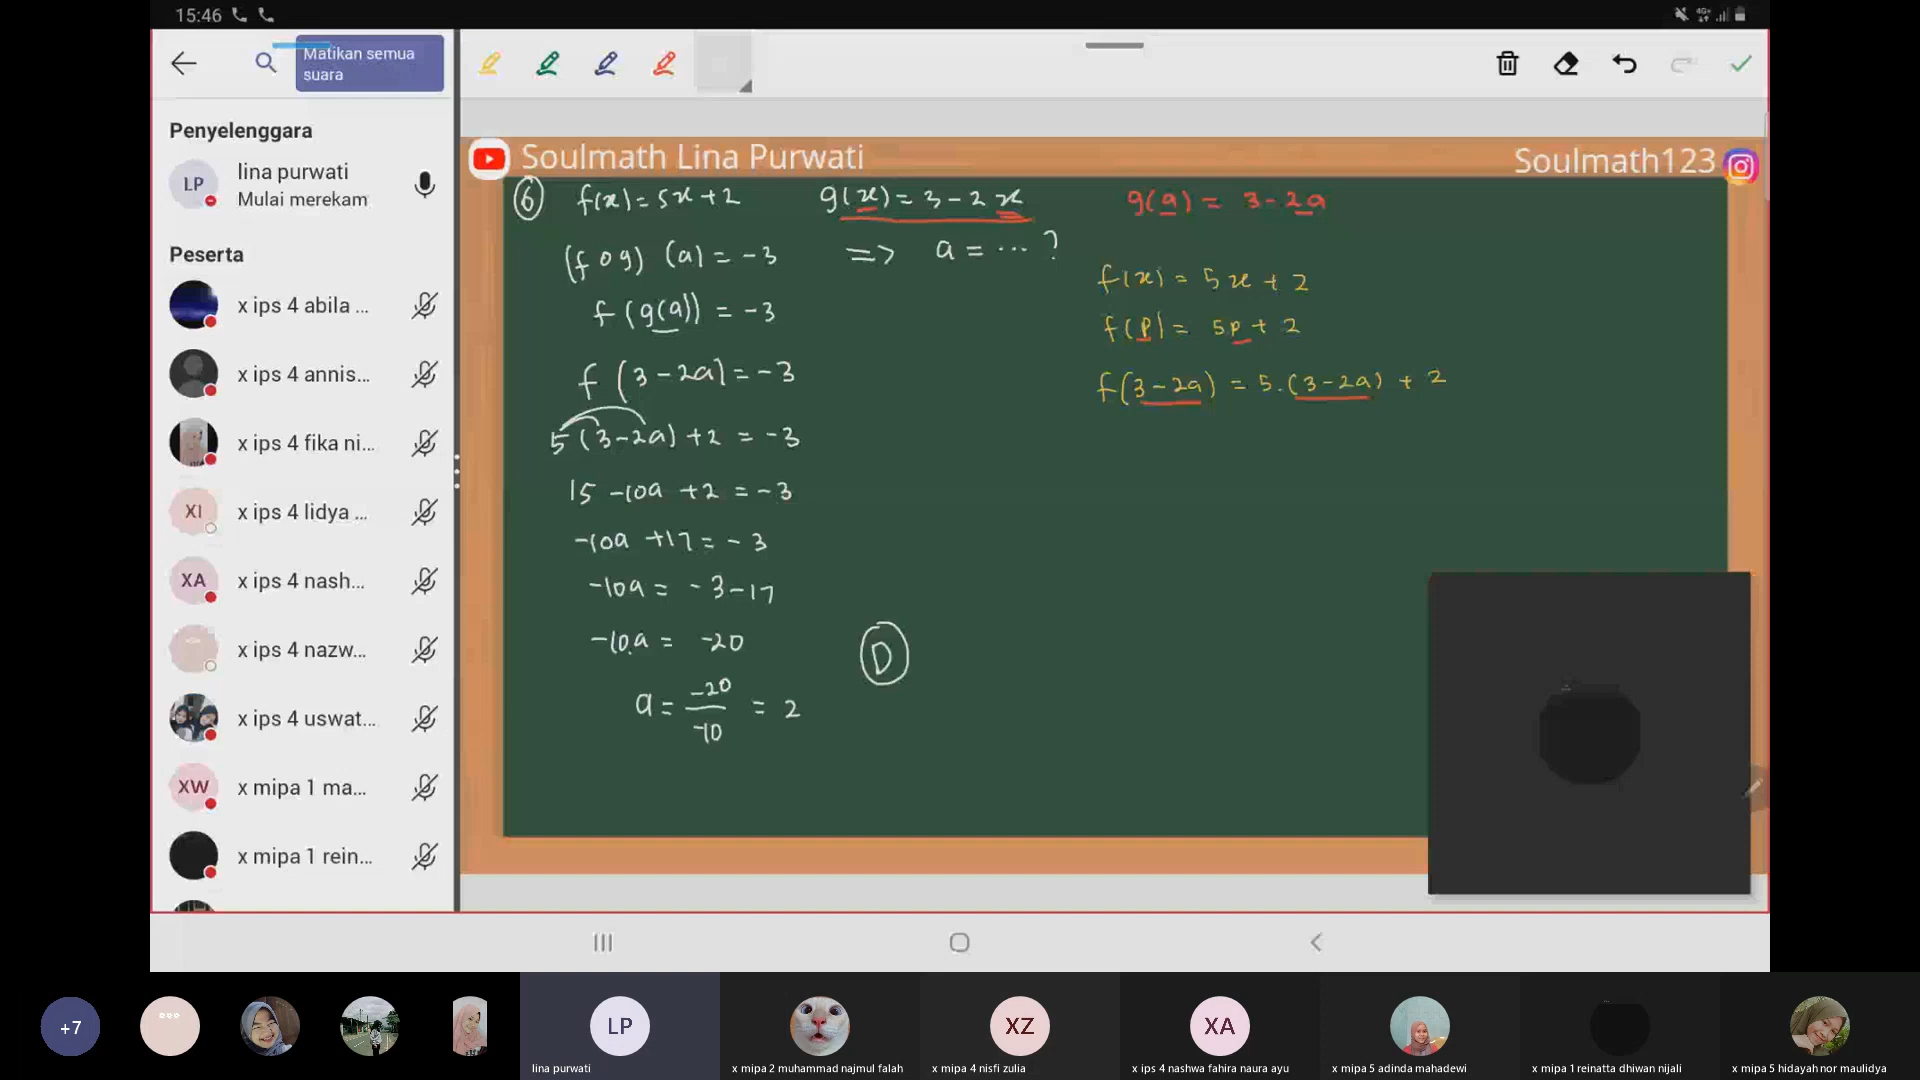 15:46
Matikan semua
suara
Penyelenggara
LP
lina purwati
Mulai merekam
Peserta
x ips 4 abila ...
x ips 4 annis...
x ips 4 fika ni...
XI
x ips 4 lidya ...
XA
x ips 4 nash...
x ips 4 nazw...
x ips 4 uswat...
XW
x mipa 1 ma...
x mipa 1 rein...
Soulmath Lina Purwati
Soulmath123
6 f(x) = 5x + 2 g(x) = 3 - 2x g(a) = 3 - 2a
(f o g) (a) = -3 => a = ... ?
f (g(a)) = -3
f (3 - 2a) = -3
5 (3 - 2a) + 2 = -3
15 - 10a + 2 = -3
-10a + 17 = -3
-10a = -3 - 17
-10a = -20
a = -20/-10 = 2
D
f(x) = 5x + 2
f(p) = 5p + 2
f(3 - 2a) = 5.(3 - 2a) + 2
+7
LP
lina purwati
x mipa 2 muhammad najmul falah
XZ
x mipa 4 nisfi zulia
XA
x ips 4 nashwa fahira naura ayu
x mipa 5 adinda mahadewi
x mipa 1 reinatta dhiwan nijali
x mipa 5 hidayah nor maulidya